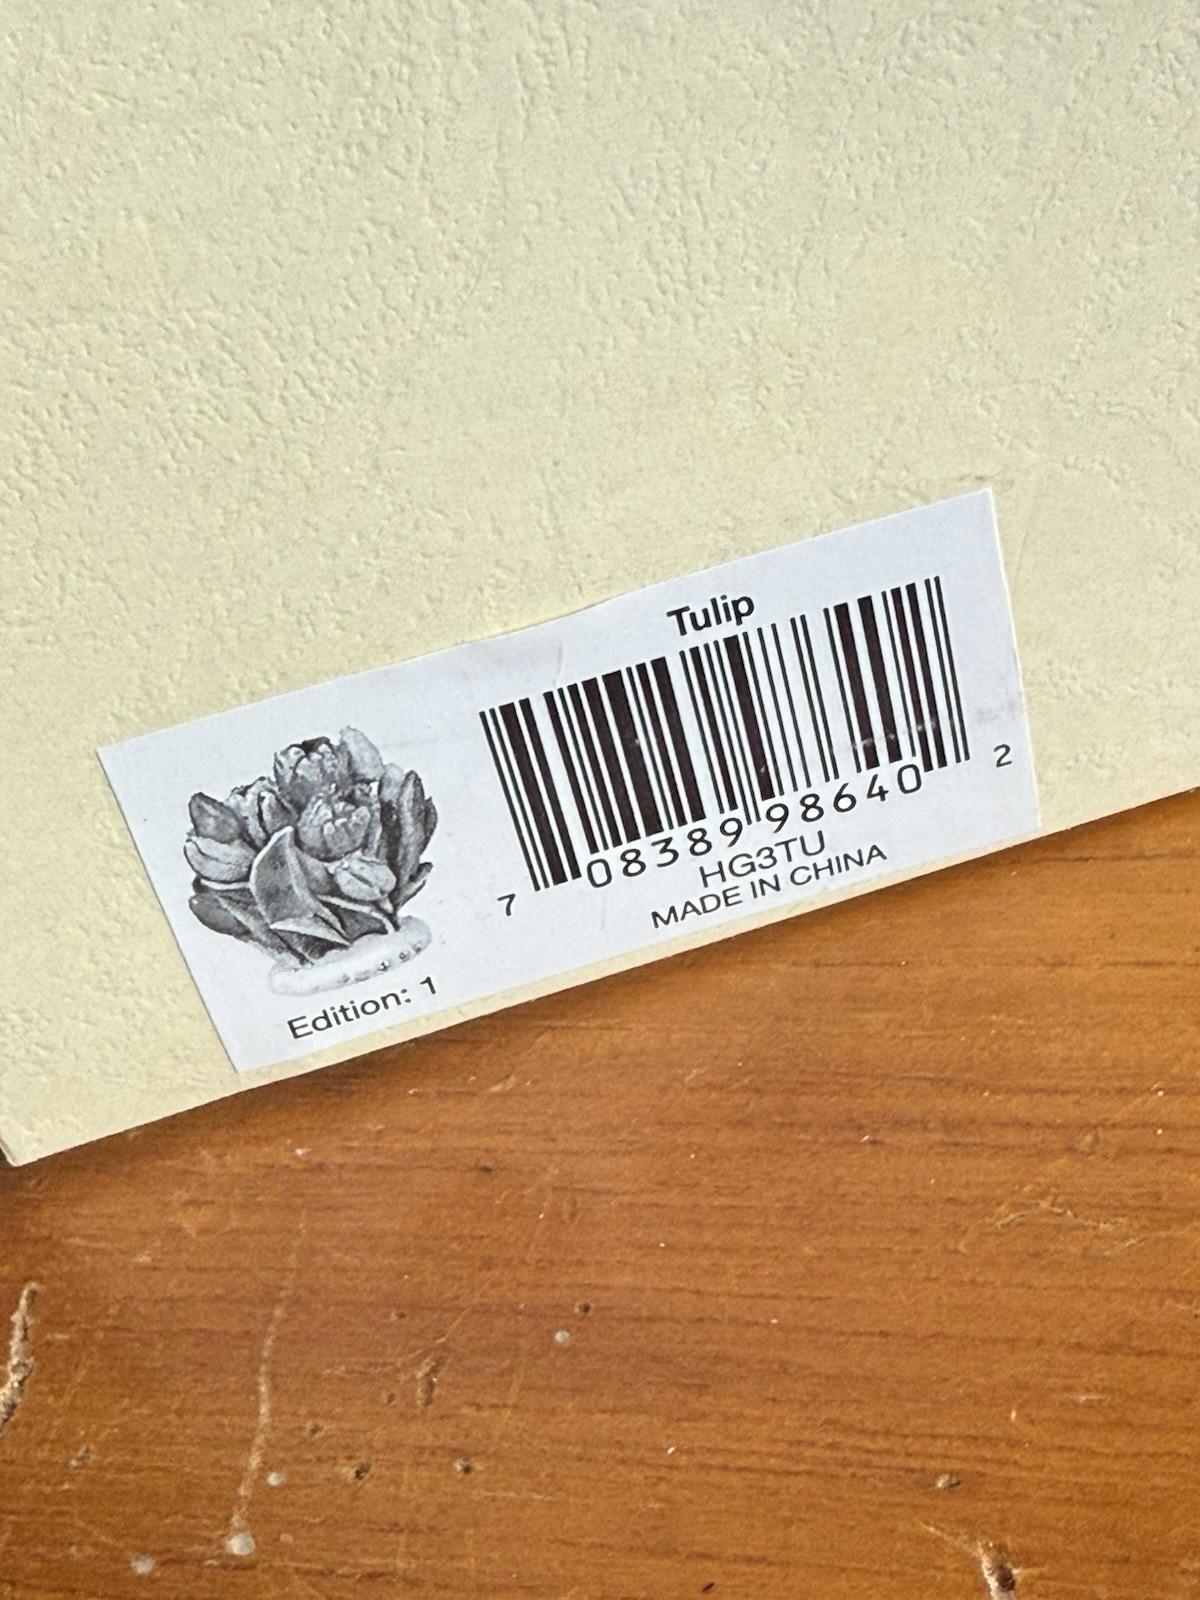 Tulip
7 08389 98640 2
HG3TU
MADE IN CHINA
Edition: 1